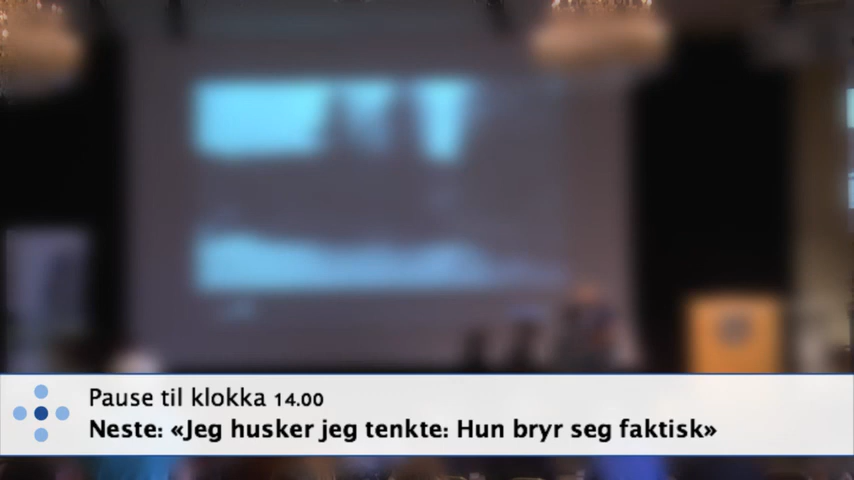 Pause til klokka 14.00
Neste: «Jeg husker jeg tenkte: Hun bryr seg faktisk»